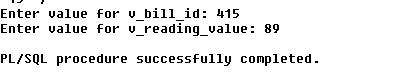 Enter value for v_bill_id: 415
Enter value for v_reading_value: 89
PL/SQL procedure successfully completed.